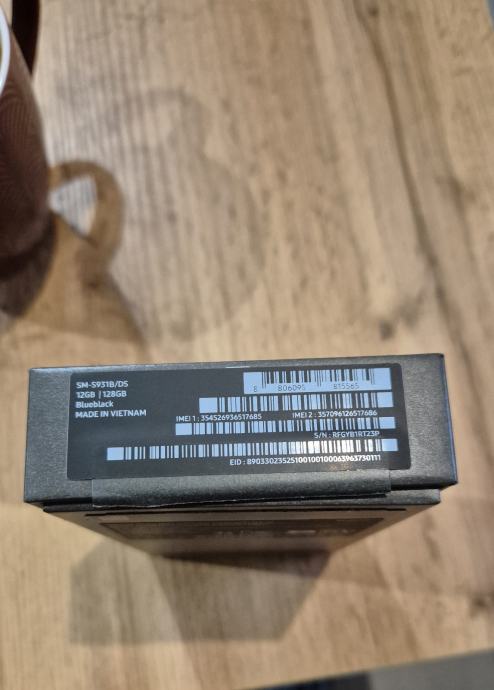 SM-S931B/DS
12GB | 128GB
Blueblack
MADE IN VIETNAM
8 806095 815565
IMEI 1 : 354526936517685 IMEI 2 : 357096126517686
S/N : RFGYB1RT23P
EID : 89033023525100100100063963730111